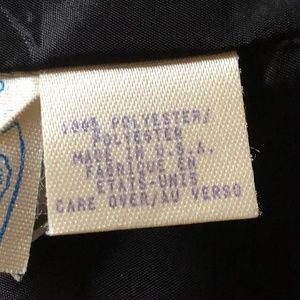 100% POLYESTER/
POLYESTER
MADE IN U.S.A.
FABRIQUE EN
ETATS-UNIS
CARE OVER/AU VERSO